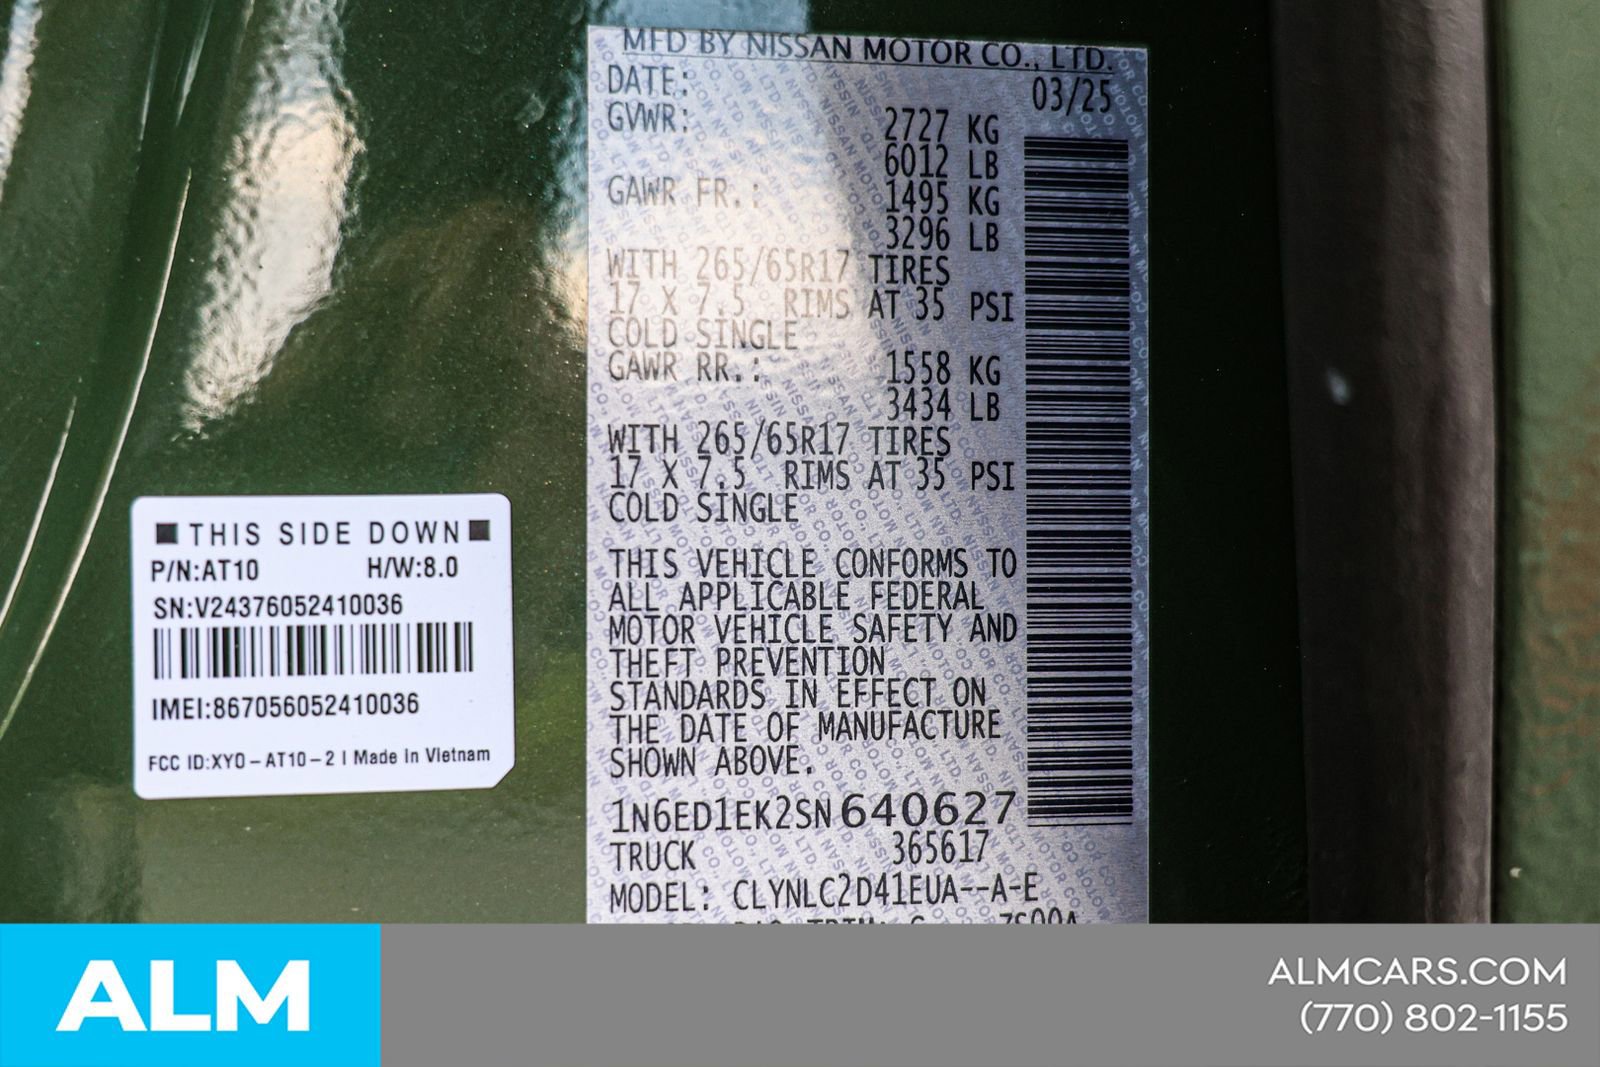 MFD BY NISSAN MOTOR CO., LTD.
DATE: 03/25
GVWR: 2727 KG
6012 LB
GAWR FR.: 1495 KG
3296 LB
WITH 265/65R17 TIRES
17 X 7.5 RIMS AT 35 PSI
COLD SINGLE
GAWR RR.: 1558 KG
3434 LB
WITH 265/65R17 TIRES
17 X 7.5 RIMS AT 35 PSI
COLD SINGLE
THIS VEHICLE CONFORMS TO
ALL APPLICABLE FEDERAL
MOTOR VEHICLE SAFETY AND
THEFT PREVENTION
STANDARDS IN EFFECT ON
THE DATE OF MANUFACTURE
SHOWN ABOVE.
1N6ED1EK2SN640627
TRUCK 365617
MODEL: CLYNLC2D41EUA--A-E
THIS SIDE DOWN
P/N:AT10 H/W:8.0
SN:V24376052410036
IMEI:867056052410036
FCC ID:XYO-AT10-2 I Made In Vietnam
ALM
ALMCARS.COM
(770) 802-1155